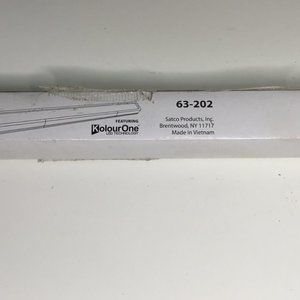 FEATURING
KolourOne
LED TECHNOLOGY
63-202
Satco Products, Inc.
Brentwood, NY 11717
Made in Vietnam